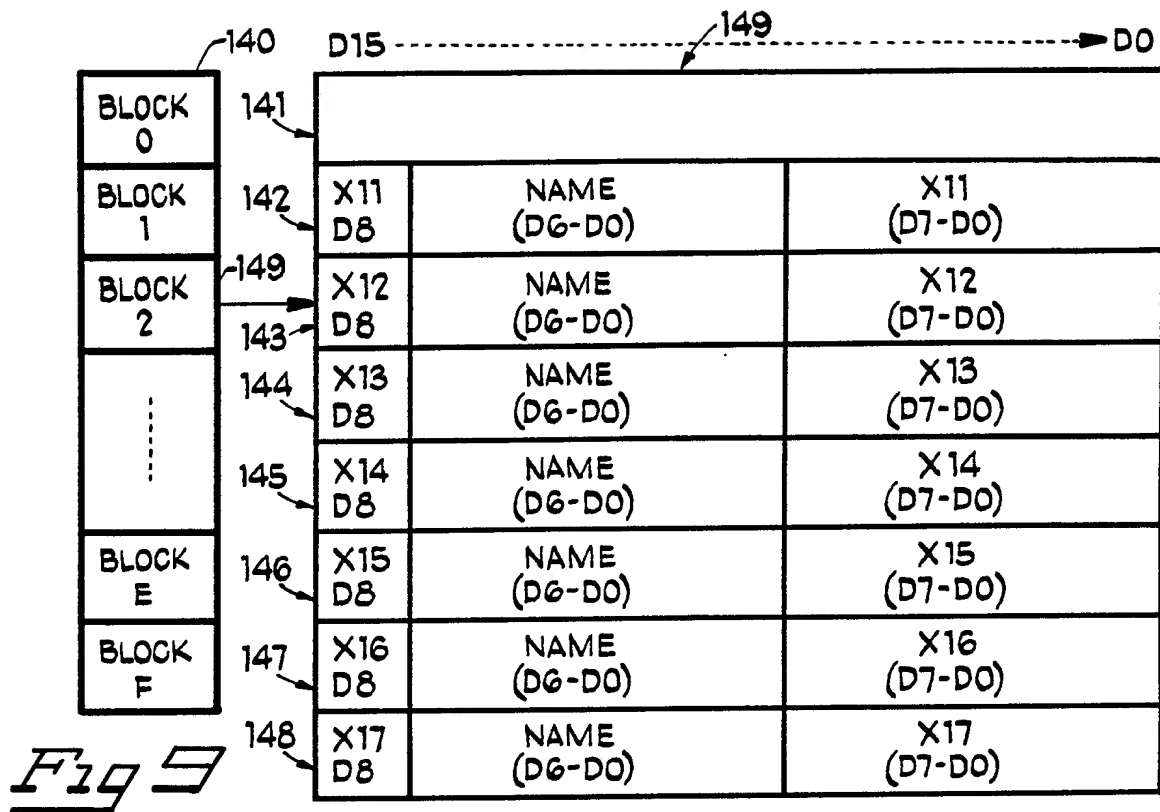 140
D15 D0
149
BLOCK
0
141
BLOCK
1
142
X11
D8
NAME
(D6-D0)
X11
(D7-D0)
BLOCK
2
149
143
X12
D8
NAME
(D6-D0)
X12
(D7-D0)
144
X13
D8
NAME
(D6-D0)
X13
(D7-D0)
145
X14
D8
NAME
(D6-D0)
X14
(D7-D0)
BLOCK
E
146
X15
D8
NAME
(D6-D0)
X15
(D7-D0)
BLOCK
F
147
X16
D8
NAME
(D6-D0)
X16
(D7-D0)
148
X17
D8
NAME
(D6-D0)
X17
(D7-D0)
Fig 9